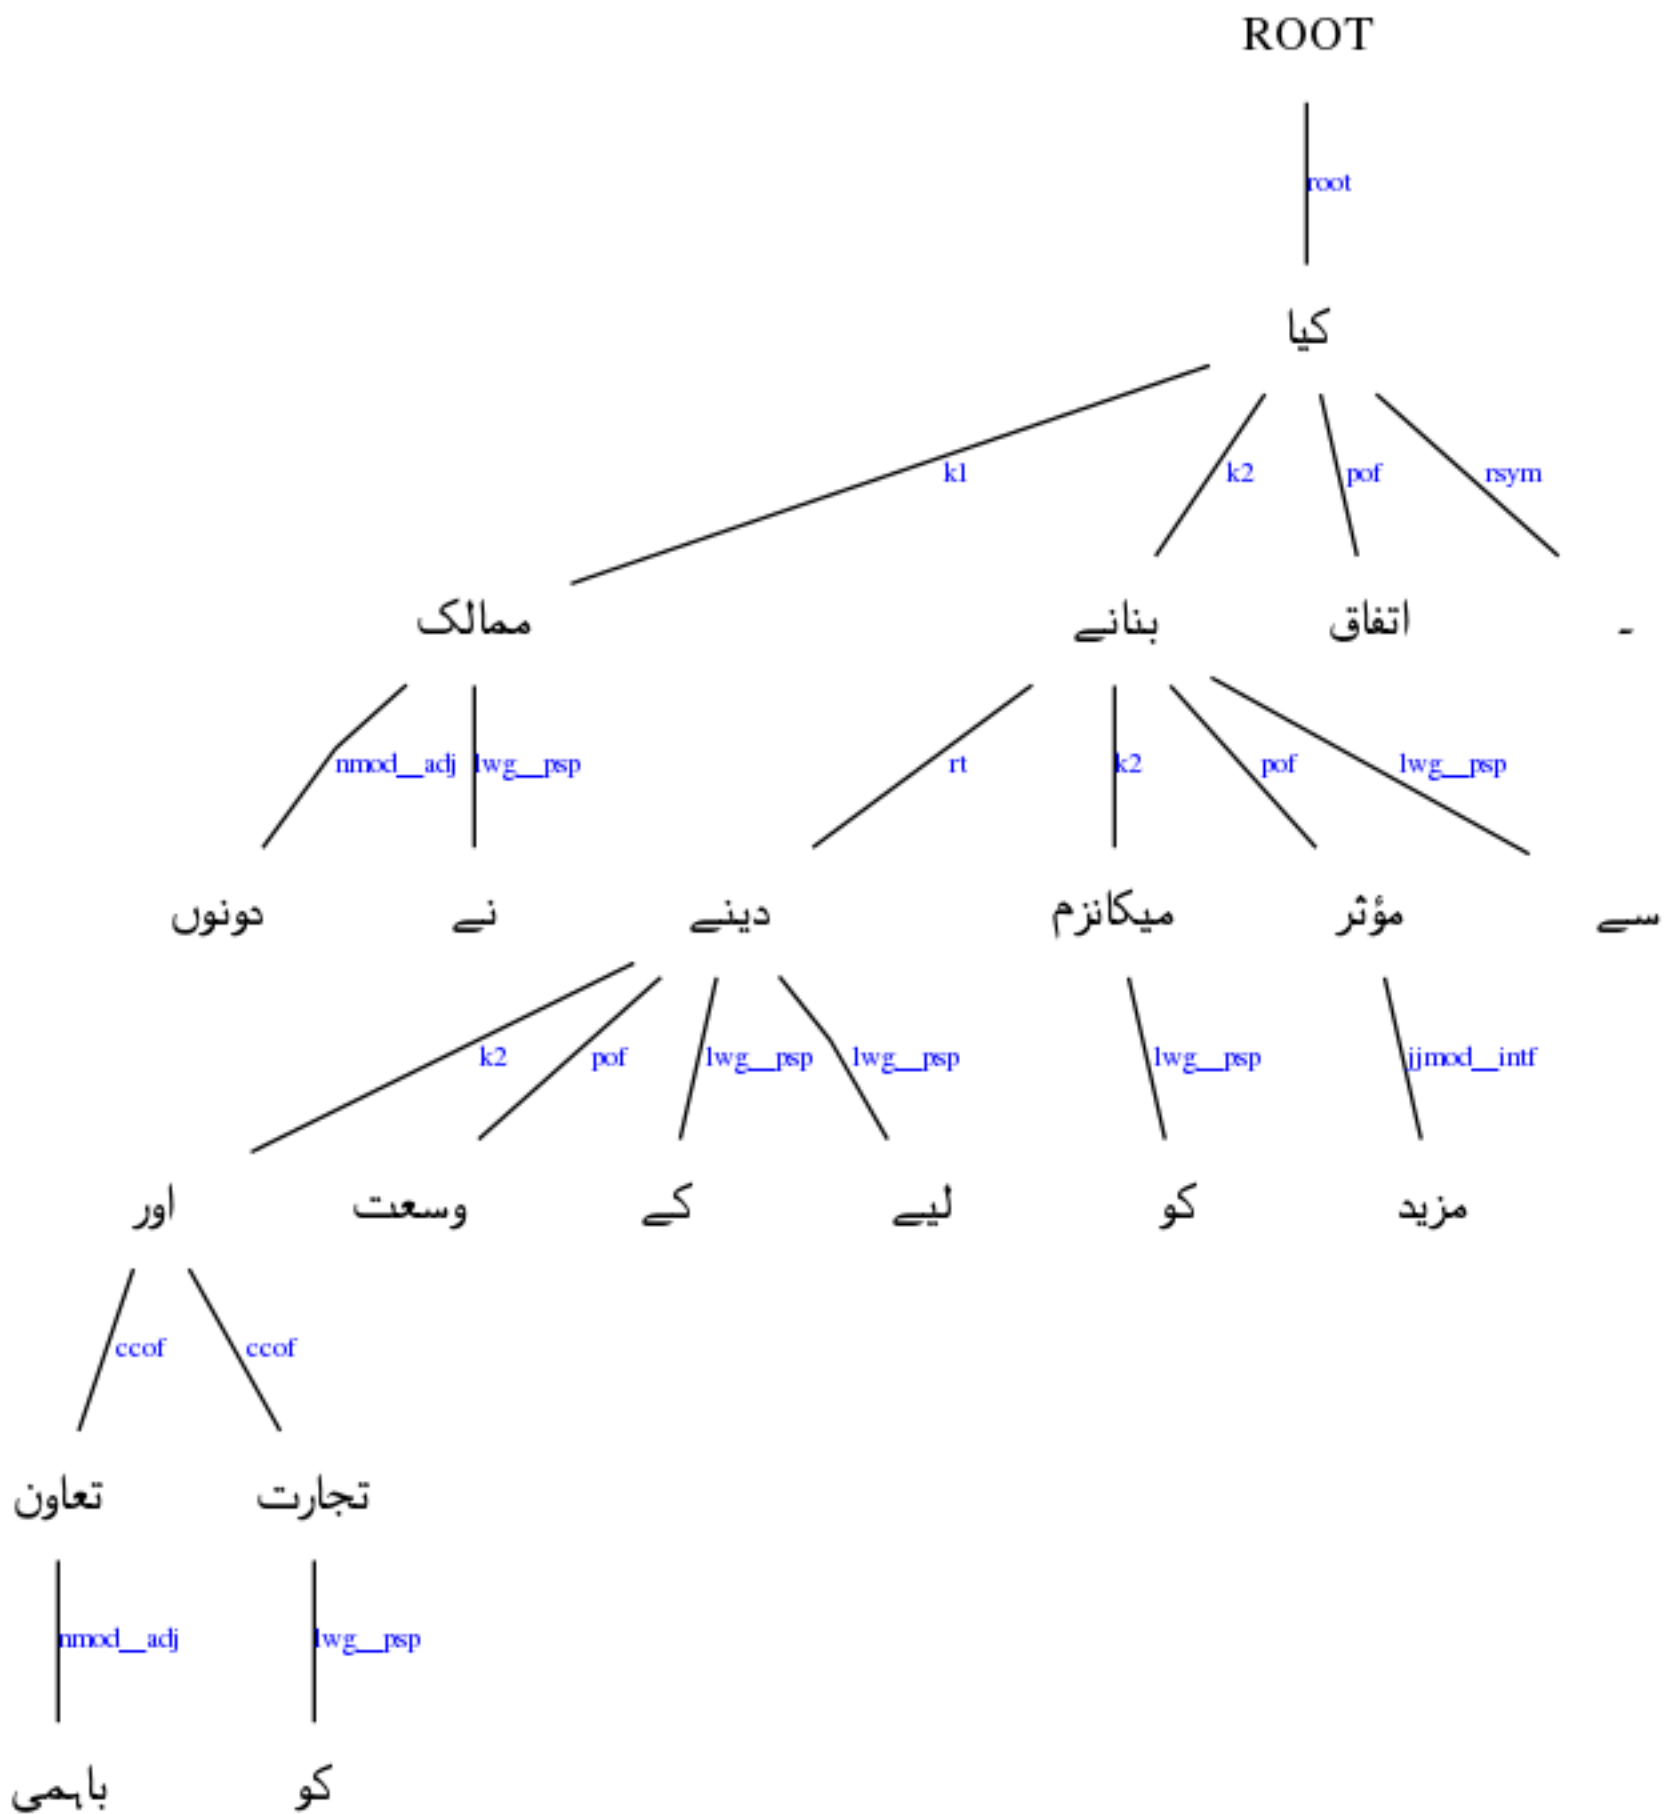 ROOT
root
کیا
k1 k2 pof rsym
ممالک بنانے اتفاق ۔
nmod__adj lwg__psp rt k2 pof lwg__psp
دونوں نے دینے میکانزم مؤثر سے
k2 pof lwg__psp lwg__psp lwg__psp jjmod__intf
اور وسعت کے لیے کو مزید
ccof ccof
تعاون تجارت
nmod__adj lwg__psp
باہمی کو